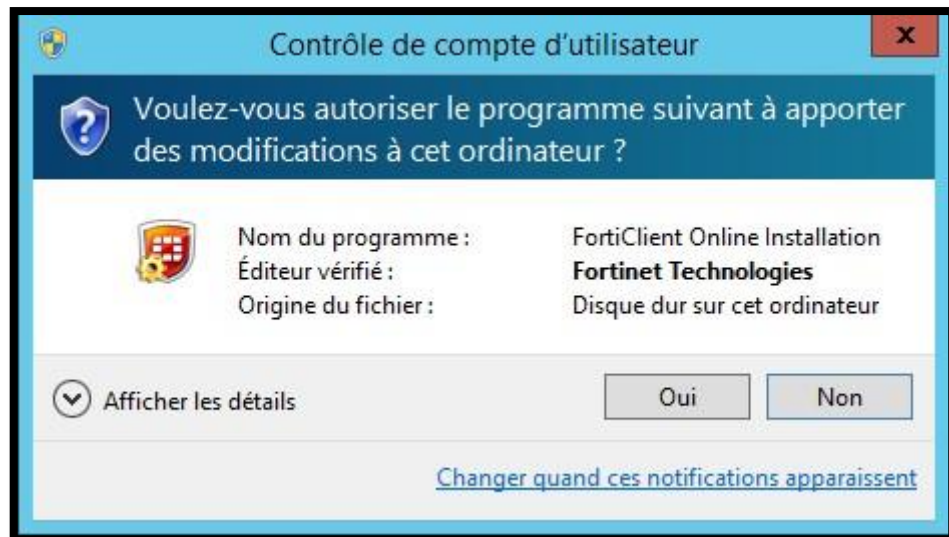 Contrôle de compte d'utilisateur
x
Voulez-vous autoriser le programme suivant à apporter
des modifications à cet ordinateur ?
Nom du programme : FortiClient Online Installation
Éditeur vérifié : Fortinet Technologies
Origine du fichier : Disque dur sur cet ordinateur
Afficher les détails
Oui
Non
Changer quand ces notifications apparaissent